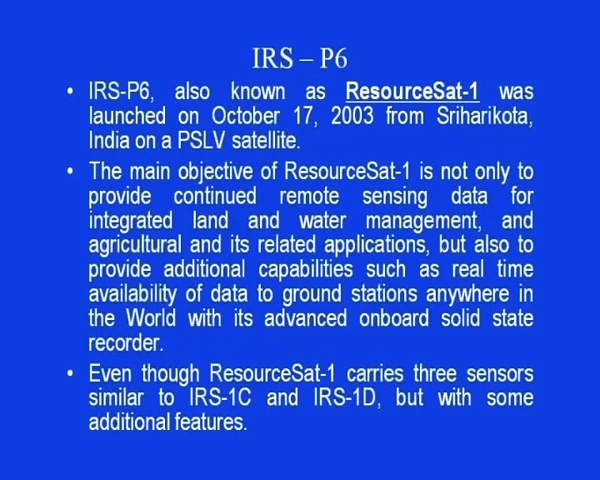 IRS – P6
• IRS-P6, also known as ResourceSat-1 was
launched on October 17, 2003 from Sriharikota,
India on a PSLV satellite.
• The main objective of ResourceSat-1 is not only to
provide continued remote sensing data for
integrated land and water management, and
agricultural and its related applications, but also to
provide additional capabilities such as real time
availability of data to ground stations anywhere in
the World with its advanced onboard solid state
recorder.
• Even though ResourceSat-1 carries three sensors
similar to IRS-1C and IRS-1D, but with some
additional features.